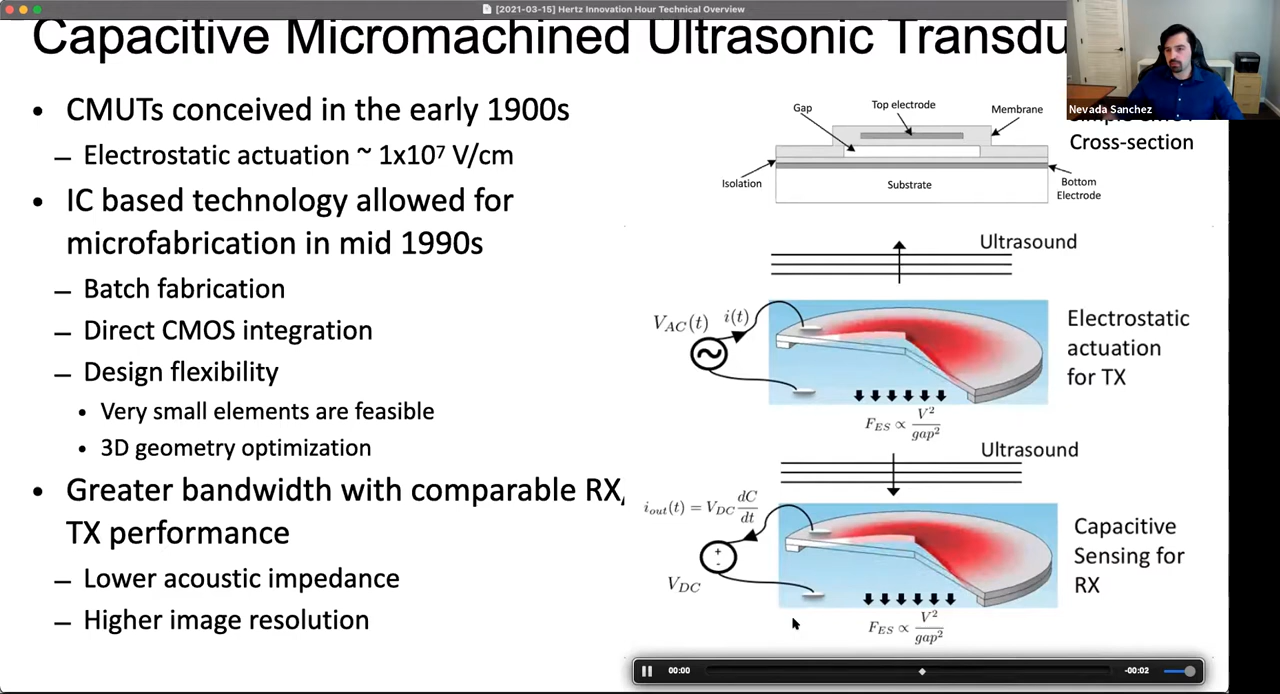 [2021-03-15] Hertz Innovation Hour Technical Overview
Capacitive Micromachined Ultrasonic Transdu
Nevada Sanchez
• CMUTs conceived in the early 1900s
– Electrostatic actuation ~ 1x10⁷ V/cm
• IC based technology allowed for
microfabrication in mid 1990s
– Batch fabrication
– Direct CMOS integration
– Design flexibility
• Very small elements are feasible
• 3D geometry optimization
• Greater bandwidth with comparable RX,
TX performance
– Lower acoustic impedance
– Higher image resolution
Gap
Top electrode
Membrane
Cross-section
Isolation
Substrate
Bottom
Electrode
Ultrasound
V_AC(t) i(t)
Electrostatic
actuation
for TX
F_ES ∝ V²/gap²
Ultrasound
i_out(t) = V_DC dC/dt
+
-
V_DC
Capacitive
Sensing for
RX
F_ES ∝ V²/gap²
00:00
-00:02